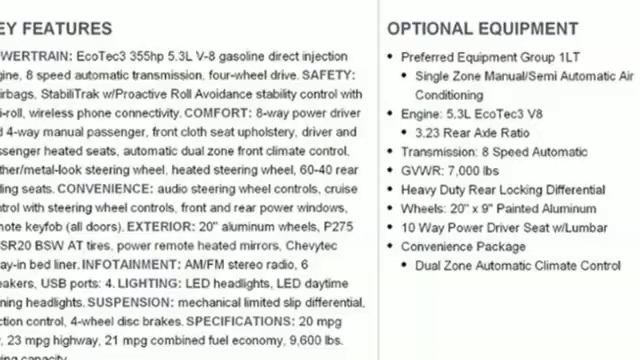 EY FEATURES
WERTRAIN: EcoTec3 355hp 5.3L V-8 gasoline direct injection
gine, 8 speed automatic transmission, four-wheel drive. SAFETY:
irbags, StabiliTrak w/Proactive Roll Avoidance stability control with
i-roll, wireless phone connectivity. COMFORT: 8-way power driver
d 4-way manual passenger, front cloth seat upholstery, driver and
ssenger heated seats, automatic dual zone front climate control,
ther/metal-look steering wheel, heated steering wheel, 60-40 rear
ding seats. CONVENIENCE: audio steering wheel controls, cruise
ntrol with steering wheel controls, front and rear power windows,
mote keyfob (all doors). EXTERIOR: 20" aluminum wheels, P275
SR20 BSW AT tires, power remote heated mirrors, Chevytec
ay-in bed liner. INFOTAINMENT: AM/FM stereo radio, 6
eakers, USB ports: 4. LIGHTING: LED headlights, LED daytime
nning headlights. SUSPENSION: mechanical limited slip differential,
ction control, 4-wheel disc brakes. SPECIFICATIONS: 20 mpg
, 23 mpg highway, 21 mpg combined fuel economy, 9,600 lbs.
wing capacity
OPTIONAL EQUIPMENT
• Preferred Equipment Group 1LT
• Single Zone Manual/Semi Automatic Air
Conditioning
• Engine: 5.3L EcoTec3 V8
• 3.23 Rear Axle Ratio
• Transmission: 8 Speed Automatic
• GVWR: 7,000 lbs
• Heavy Duty Rear Locking Differential
• Wheels: 20" x 9" Painted Aluminum
• 10 Way Power Driver Seat w/Lumbar
• Convenience Package
• Dual Zone Automatic Climate Control